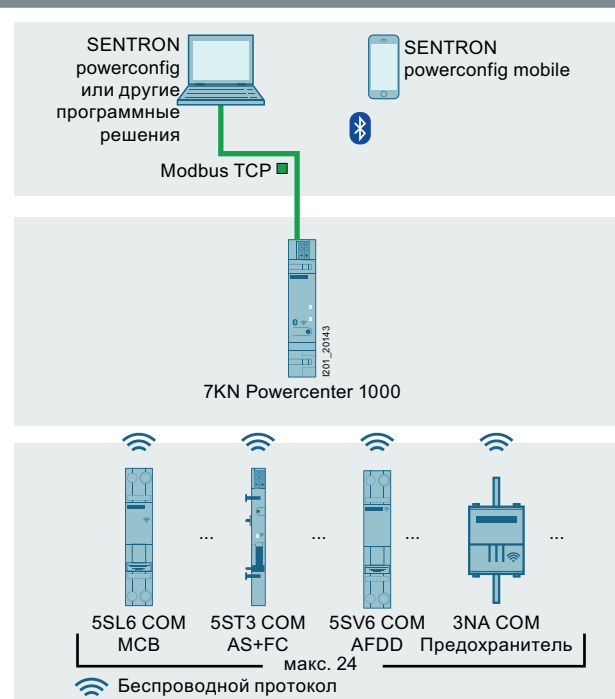 SENTRON
powerconfig
или другие
программные
решения
SENTRON
powerconfig mobile
Modbus TCP
I201_20143
7KN Powercenter 1000
... ... ... ...
5SL6 COM 5ST3 COM 5SV6 COM 3NA COM
MCB AS+FC AFDD Предохранитель
макс. 24
Беспроводной протокол